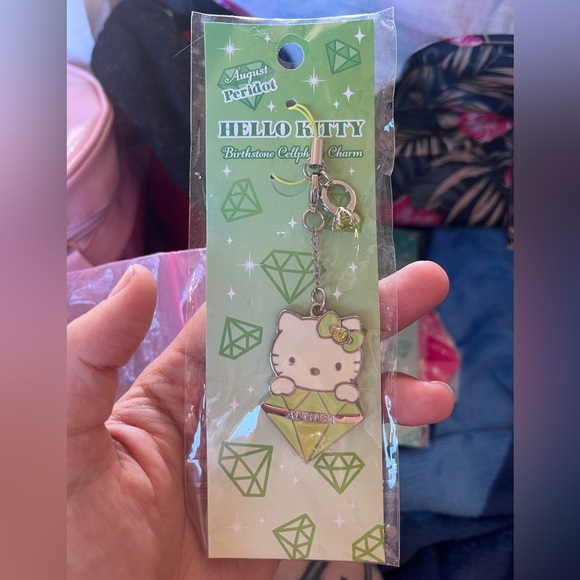 August
Peridot
HELLO KITTY
Birthstone Cellphone Charm